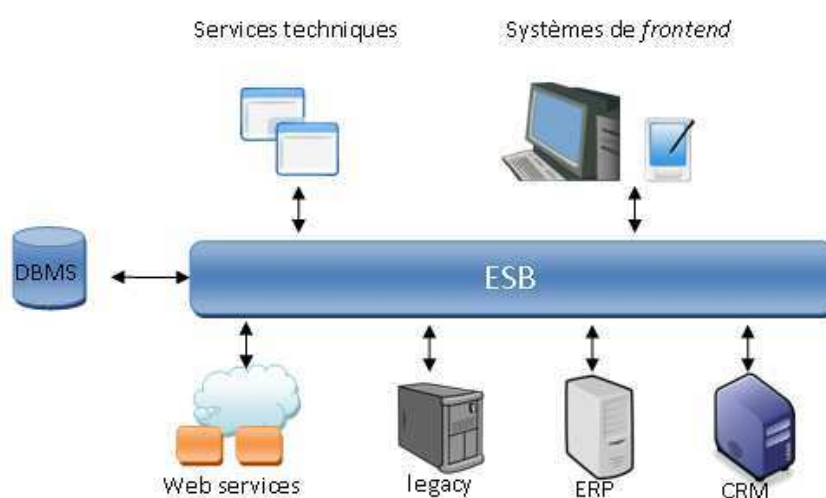 Services techniques
Systèmes de frontend
DBMS
ESB
Web services
legacy
ERP
CRM